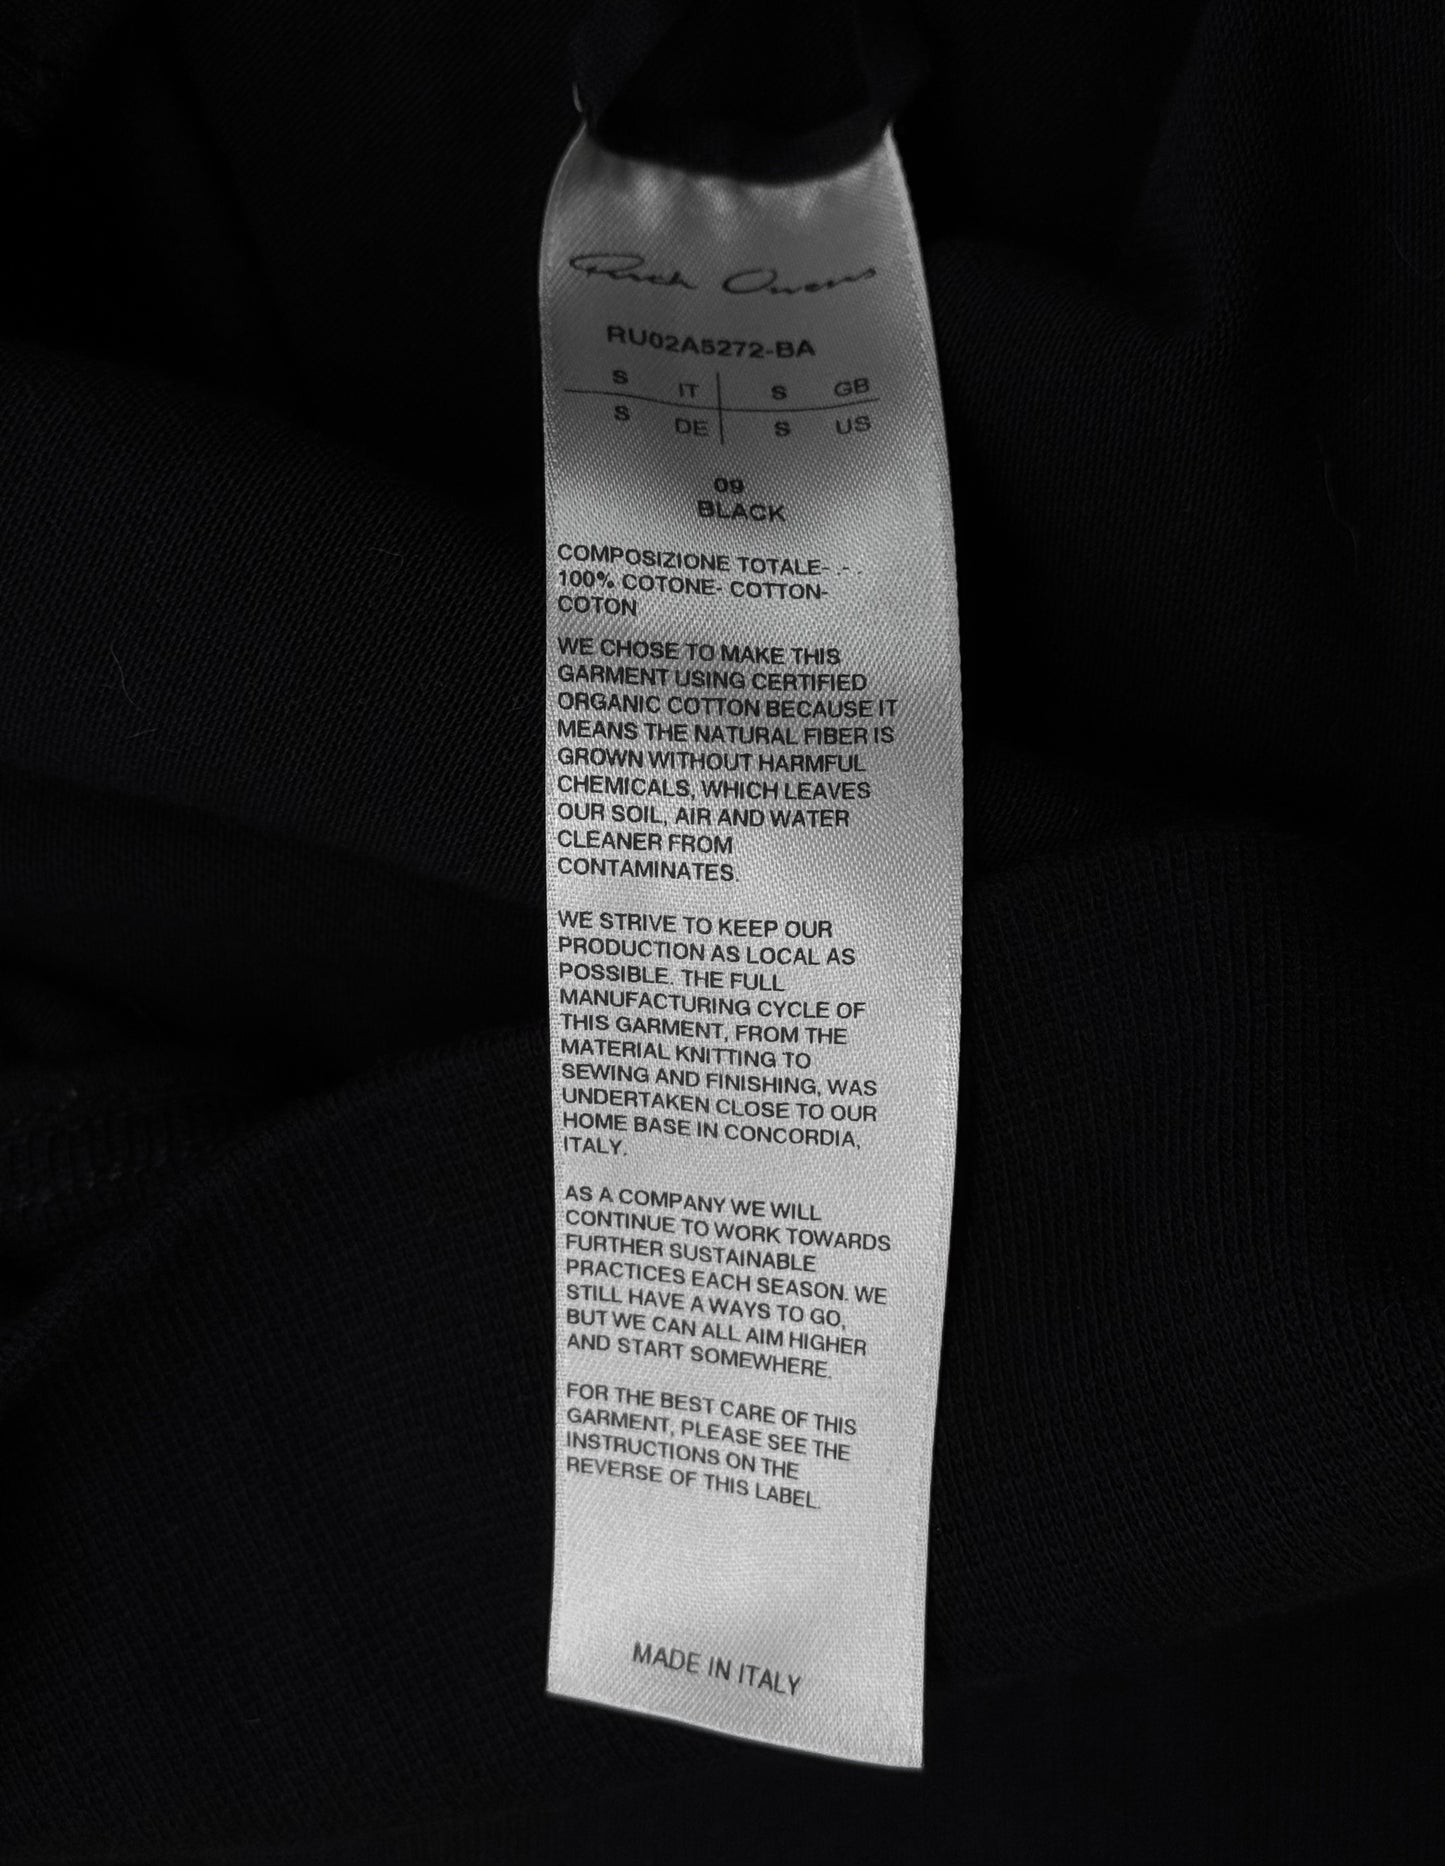 Rick Owens
RU02A5272-BA
S IT S GB
S DE S US
09
BLACK
COMPOSIZIONE TOTALE- .- .
100% COTONE- COTTON-
COTON
WE CHOSE TO MAKE THIS
GARMENT USING CERTIFIED
ORGANIC COTTON BECAUSE IT
MEANS THE NATURAL FIBER IS
GROWN WITHOUT HARMFUL
CHEMICALS, WHICH LEAVES
OUR SOIL, AIR AND WATER
CLEANER FROM
CONTAMINATES.
WE STRIVE TO KEEP OUR
PRODUCTION AS LOCAL AS
POSSIBLE. THE FULL
MANUFACTURING CYCLE OF
THIS GARMENT, FROM THE
MATERIAL KNITTING TO
SEWING AND FINISHING, WAS
UNDERTAKEN CLOSE TO OUR
HOME BASE IN CONCORDIA,
ITALY.
AS A COMPANY WE WILL
CONTINUE TO WORK TOWARDS
FURTHER SUSTAINABLE
PRACTICES EACH SEASON. WE
STILL HAVE A WAYS TO GO,
BUT WE CAN ALL AIM HIGHER
AND START SOMEWHERE.
FOR THE BEST CARE OF THIS
GARMENT, PLEASE SEE THE
INSTRUCTIONS ON THE
REVERSE OF THIS LABEL.
MADE IN ITALY